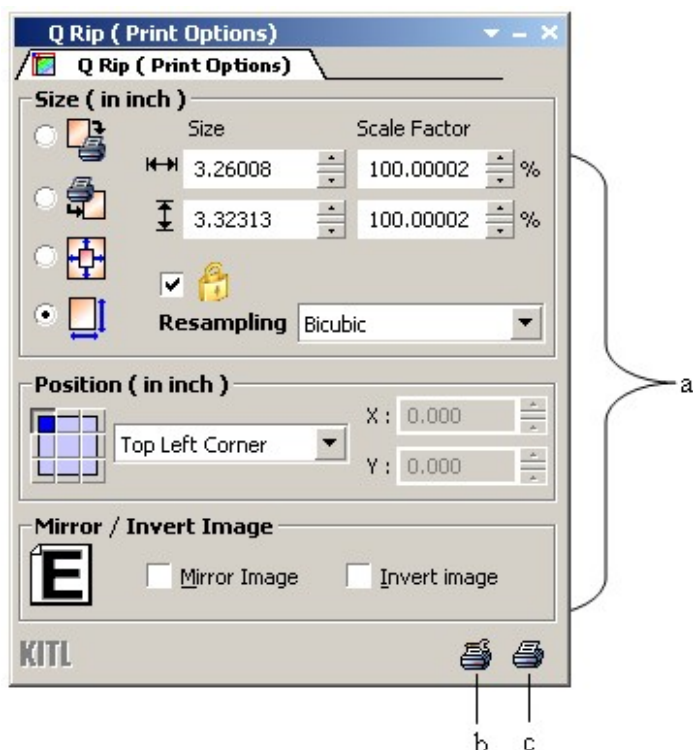 Q Rip ( Print Options)
Q Rip ( Print Options)
Size ( in inch )
Size Scale Factor
3.26008 100.00002 %
3.32313 100.00002 %
Resampling Bicubic
Position ( in inch )
Top Left Corner
X : 0.000
Y : 0.000
Mirror / Invert Image
E Mirror Image Invert image
KITL
a
b c